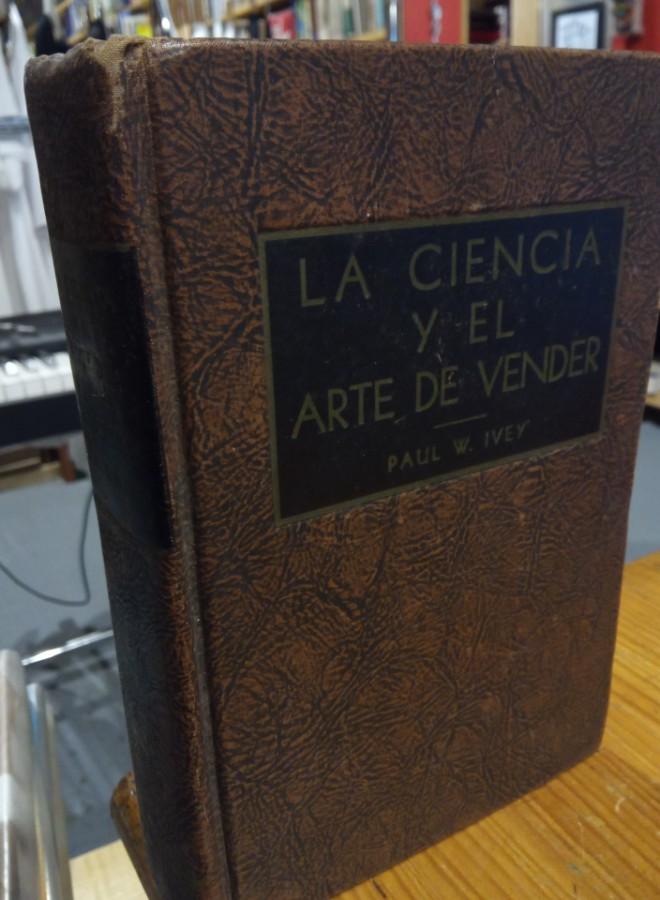 LA CIENCIA
Y EL
ARTE DE VENDER
PAUL W. IVEY